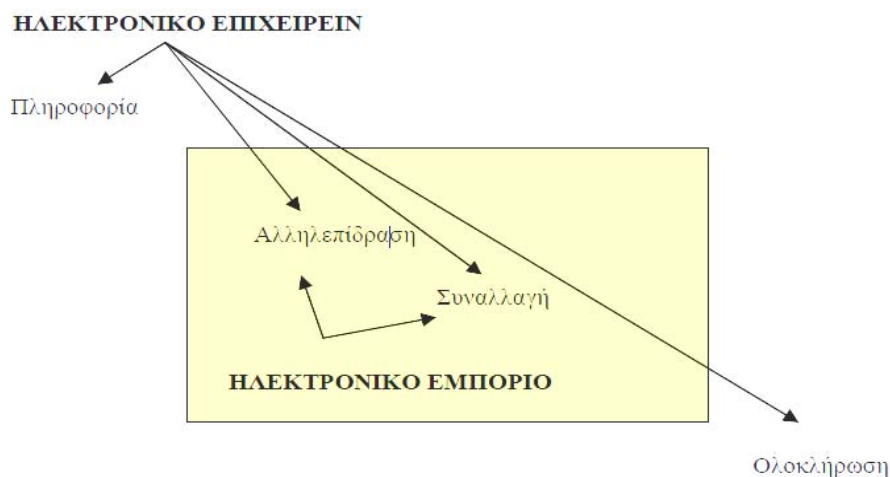 ΗΛΕΚΤΡΟΝΙΚΟ ΕΠΙΧΕΙΡΕΙΝ
Πληροφορία
Αλληλεπίδραση
Συναλλαγή
ΗΛΕΚΤΡΟΝΙΚΟ ΕΜΠΟΡΙΟ
Ολοκλήρωση